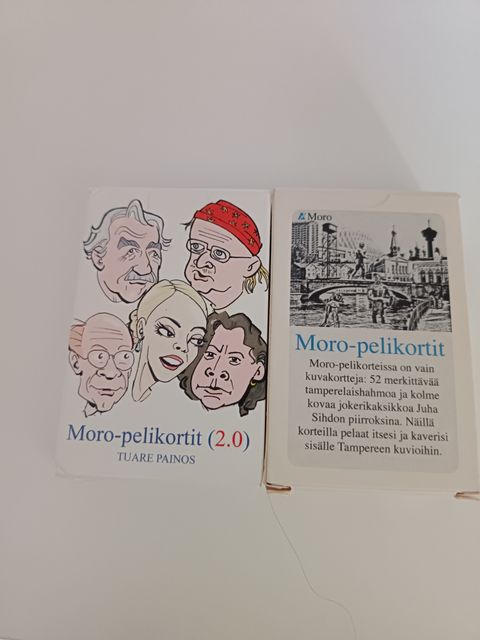 Moro-pelikortit (2.0)
TUARE PAINOS
Moro
Moro-pelikortit
Moro-pelikorteissa on vain
kuvakortteja: 52 merkittävää
tamperelaishahmoa ja kolme
kovaa jokerikaksikkoa Juha
Sihdon piirroksina. Näillä
korteilla pelaat itsesi ja kaverisi
sisälle Tampereen kuvioihin.